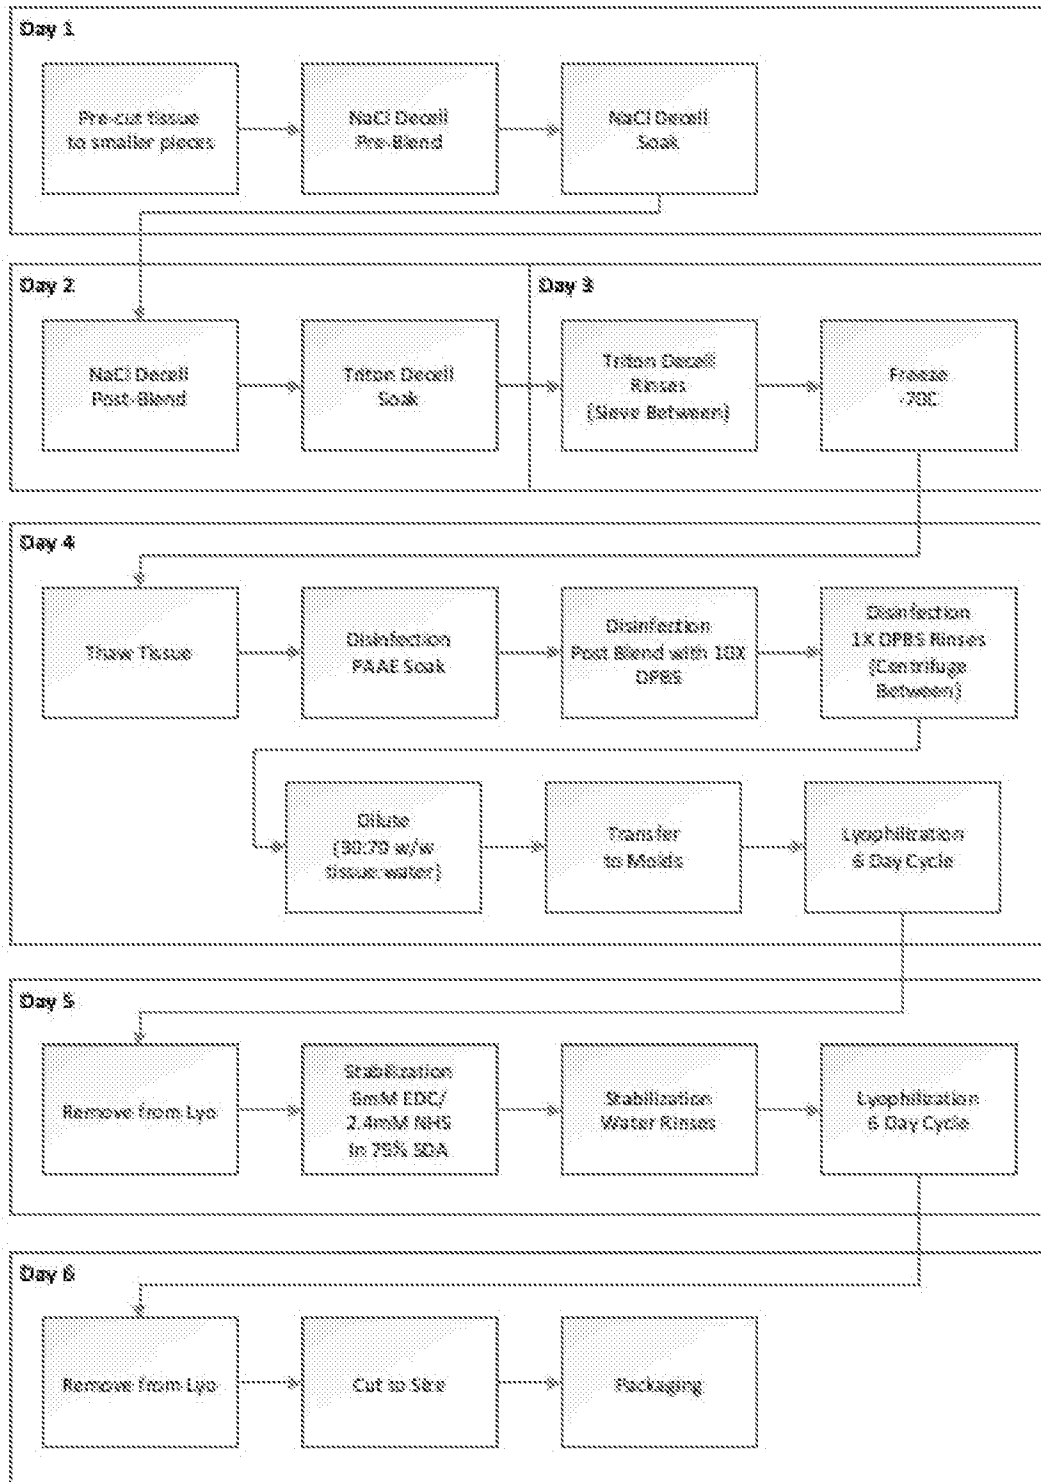 Day 1
Pre-cut tissue
to smaller pieces
NaCl Decell
Pre-Blend
NaCl Decell
Soak
Day 2
NaCl Decell
Post-Blend
Triton Decell
Soak
Day 3
Triton Decell
Rinses
(Sieve Between)
Freeze
-70C
Day 4
Thaw Tissue
Disinfection
PAAE Soak
Disinfection
Post Blend with 10X
DPBS
Disinfection
1X DPBS Rinses
(Centrifuge
Between)
Dilute
(30:70 w/w
tissue:water)
Transfer
to Molds
Lyophilization
6 Day Cycle
Day 5
Remove from Lyo
Stabilization
6mM EDC/
2.4mM NHS
in SDA
Stabilization
Water Rinses
Lyophilization
6 Day Cycle
Day 6
Remove from Lyo
Cut to Size
Packaging